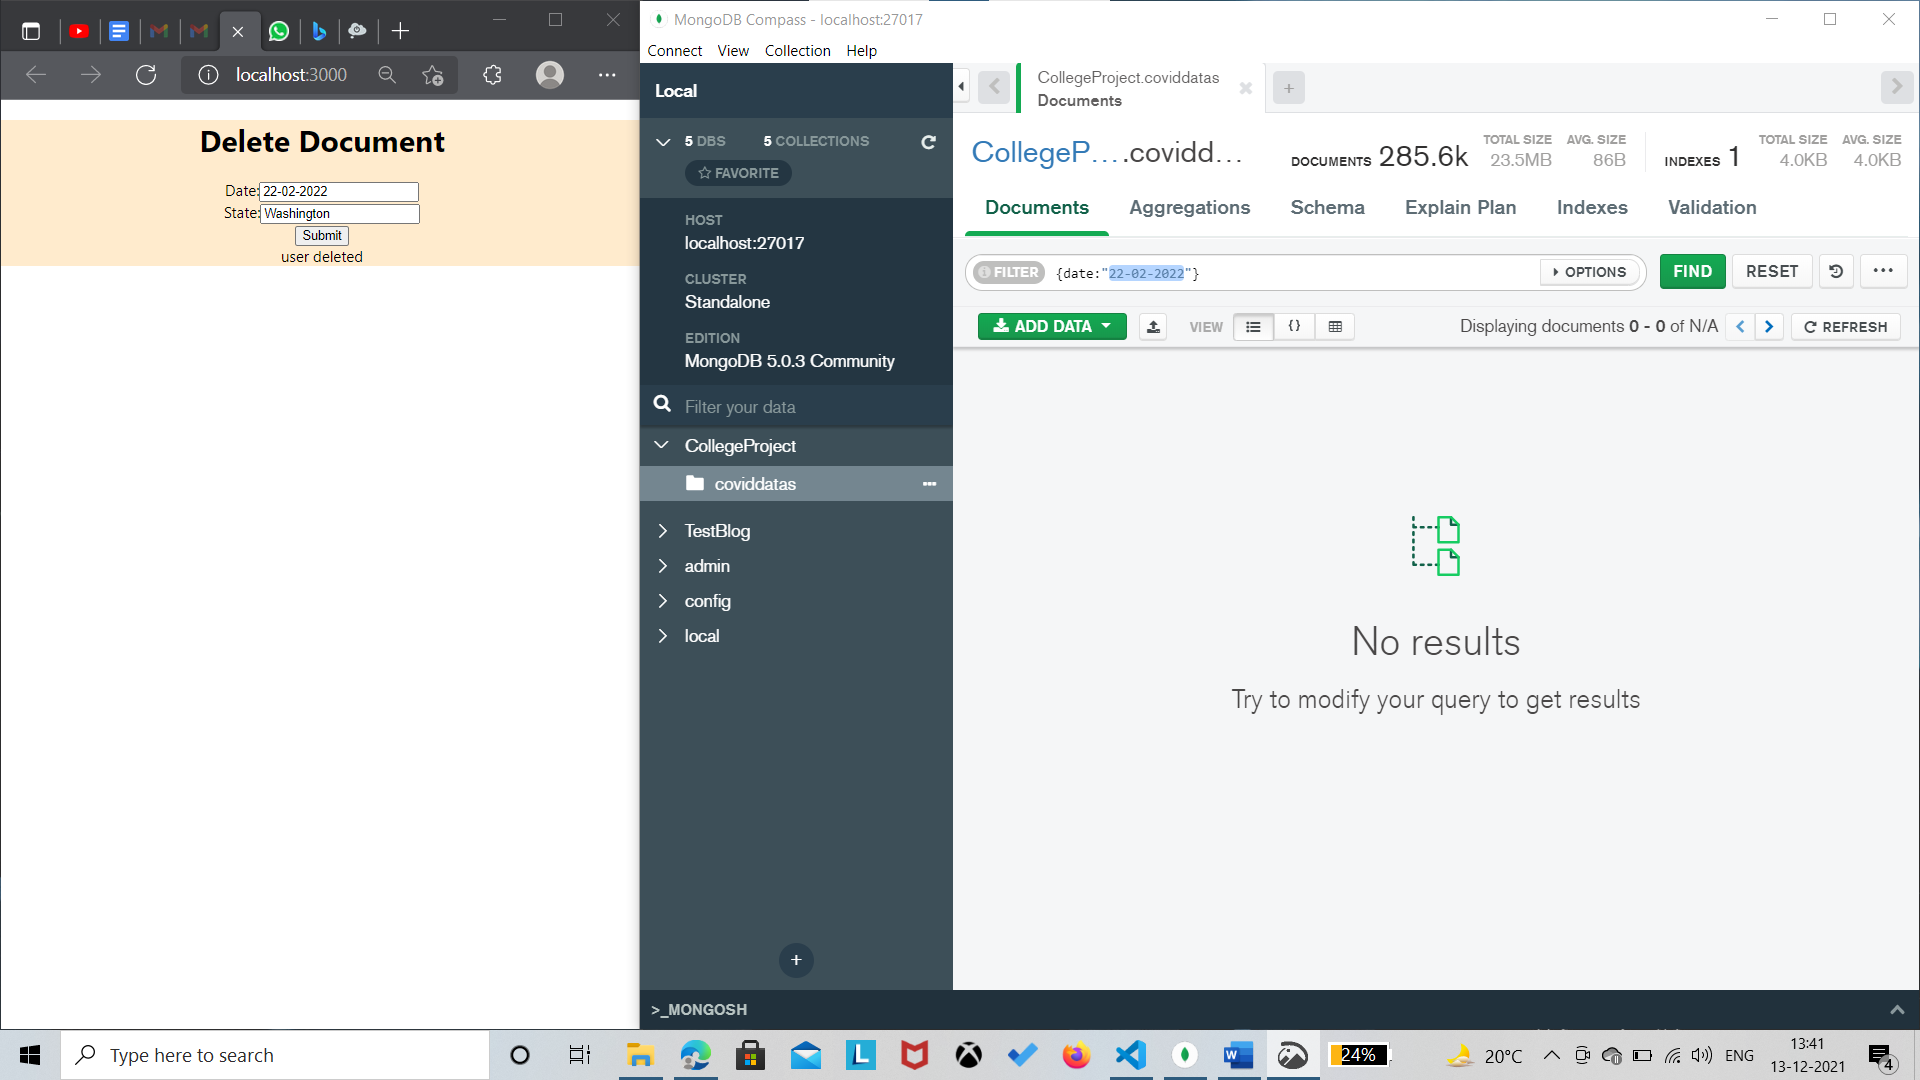 localhost:3000
Delete Document
Date: 22-02-2022
State: Washington
Submit
user deleted
MongoDB Compass - localhost:27017
Connect View Collection Help
Local
5 DBS 5 COLLECTIONS
FAVORITE
HOST
localhost:27017
CLUSTER
Standalone
EDITION
MongoDB 5.0.3 Community
Filter your data
CollegeProject
coviddatas
TestBlog
admin
config
local
CollegeProject.coviddatas
Documents
CollegeP....covidd...
DOCUMENTS 285.6k
TOTAL SIZE 23.5MB
AVG. SIZE 86B
INDEXES 1
TOTAL SIZE 4.0KB
AVG. SIZE 4.0KB
Documents Aggregations Schema Explain Plan Indexes Validation
FILTER {date:"22-02-2022"} OPTIONS FIND RESET
ADD DATA VIEW {} Displaying documents 0 - 0 of N/A REFRESH
No results
Try to modify your query to get results
>_MONGOSH
Type here to search
24%
20°C
ENG
13:41
13-12-2021
4